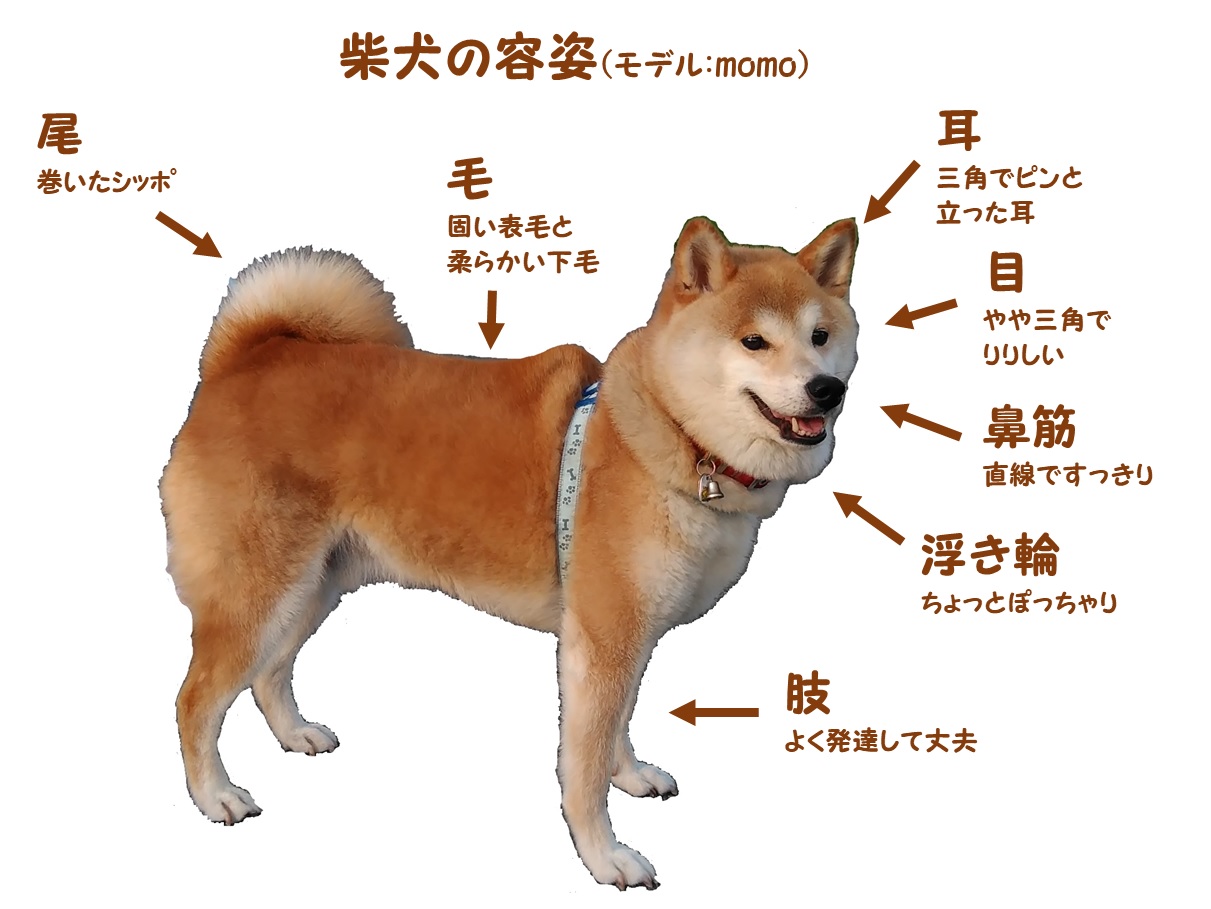 柴犬の容姿(モデル:momo)
尾
巻いたシッポ
毛
固い表毛と
柔らかい下毛
耳
三角でピンと
立った耳
目
やや三角で
りりしい
鼻筋
直線ですっきり
浮き輪
ちょっとぽっちゃり
肢
よく発達して丈夫